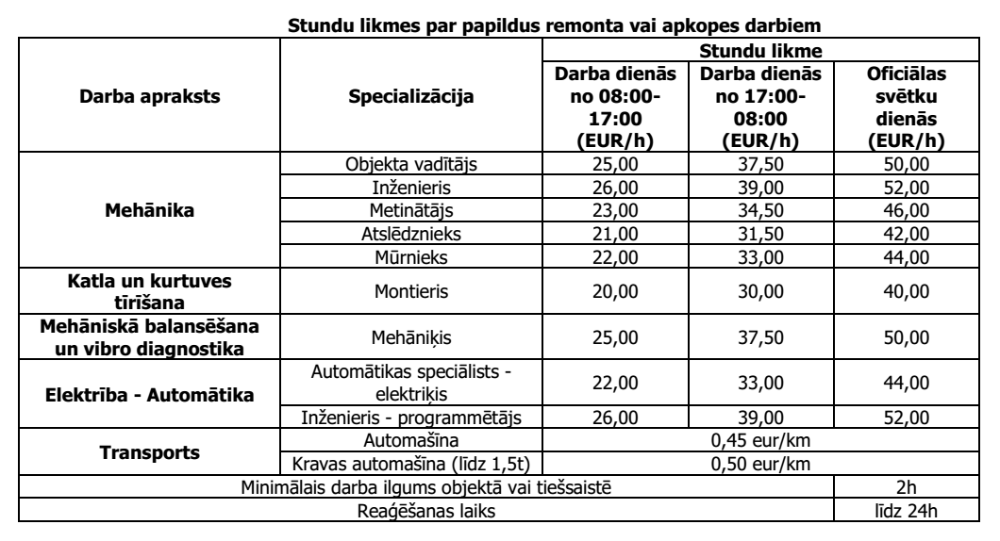 Stundu likmes par papildus remonta vai apkopes darbiem
Darba apraksts
Specializācija
Stundu likme
Darba dienās
no 08:00-
17:00
(EUR/h)
Darba dienās
no 17:00-
08:00
(EUR/h)
Oficiālas
svētku
dienās
(EUR/h)
Mehānika
Objekta vadītājs 25,00 37,50 50,00
Inženieris 26,00 39,00 52,00
Metinātājs 23,00 34,50 46,00
Atslēdznieks 21,00 31,50 42,00
Mūrnieks 22,00 33,00 44,00
Katla un kurtuves
tīrīšana
Montieris 20,00 30,00 40,00
Mehāniskā balansēšana
un vibro diagnostika
Mehāniķis 25,00 37,50 50,00
Elektrība - Automātika
Automātikas speciālists -
elektriķis
22,00 33,00 44,00
Inženieris - programmētājs 26,00 39,00 52,00
Transports
Automašīna 0,45 eur/km
Kravas automašīna (līdz 1,5t) 0,50 eur/km
Minimālais darba ilgums objektā vai tiešsaistē 2h
Reaģēšanas laiks līdz 24h